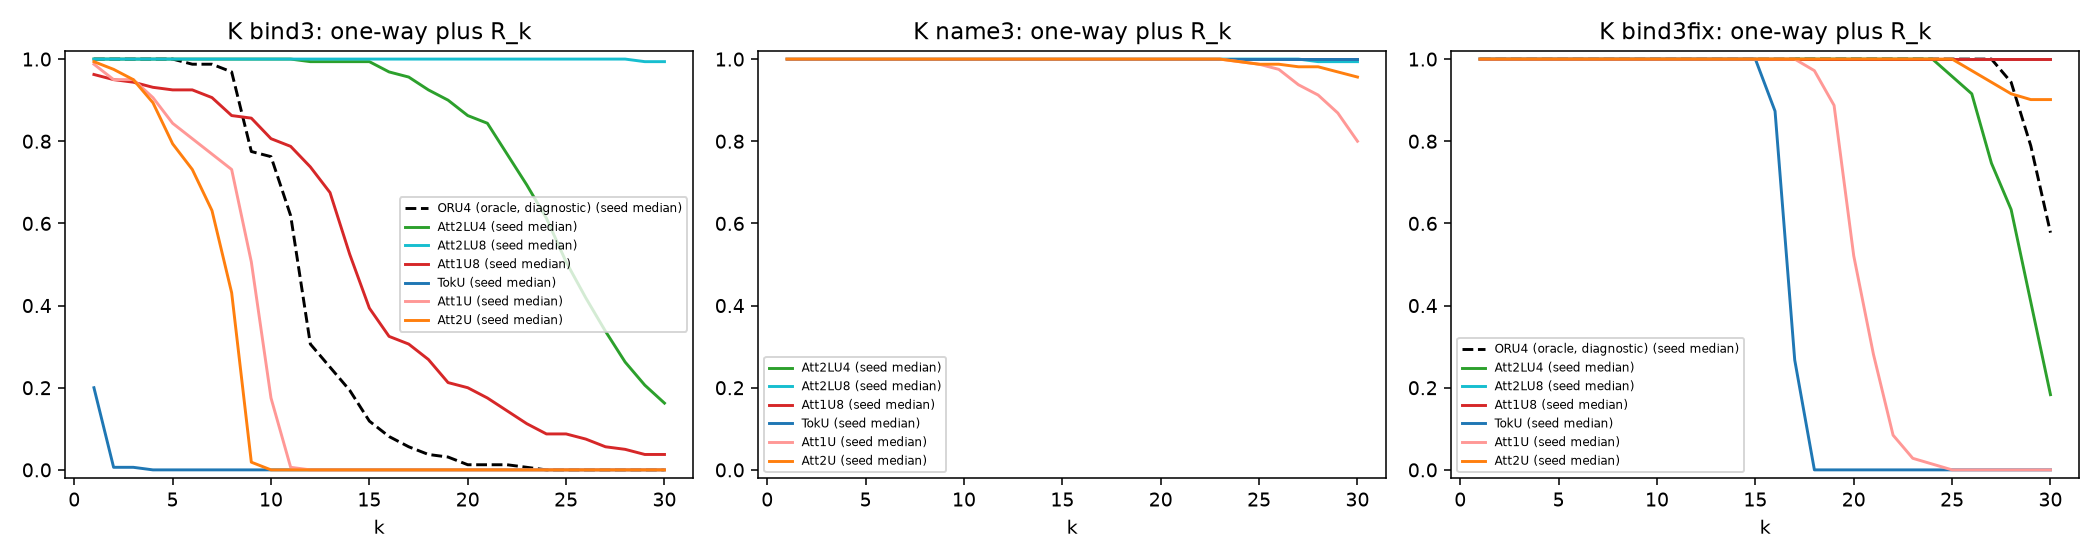 K bind3: one-way plus R_k
1.0
0.8
0.6
0.4
0.2
0.0
0 5 10 15 20 25 30
k
ORU4 (oracle, diagnostic) (seed median)
Att2LU4 (seed median)
Att2LU8 (seed median)
Att1U8 (seed median)
TokU (seed median)
Att1U (seed median)
Att2U (seed median)
K name3: one-way plus R_k
1.0
0.8
0.6
0.4
0.2
0.0
0 5 10 15 20 25 30
k
Att2LU4 (seed median)
Att2LU8 (seed median)
Att1U8 (seed median)
TokU (seed median)
Att1U (seed median)
Att2U (seed median)
K bind3fix: one-way plus R_k
1.0
0.8
0.6
0.4
0.2
0.0
0 5 10 15 20 25 30
k
ORU4 (oracle, diagnostic) (seed median)
Att2LU4 (seed median)
Att2LU8 (seed median)
Att1U8 (seed median)
TokU (seed median)
Att1U (seed median)
Att2U (seed median)